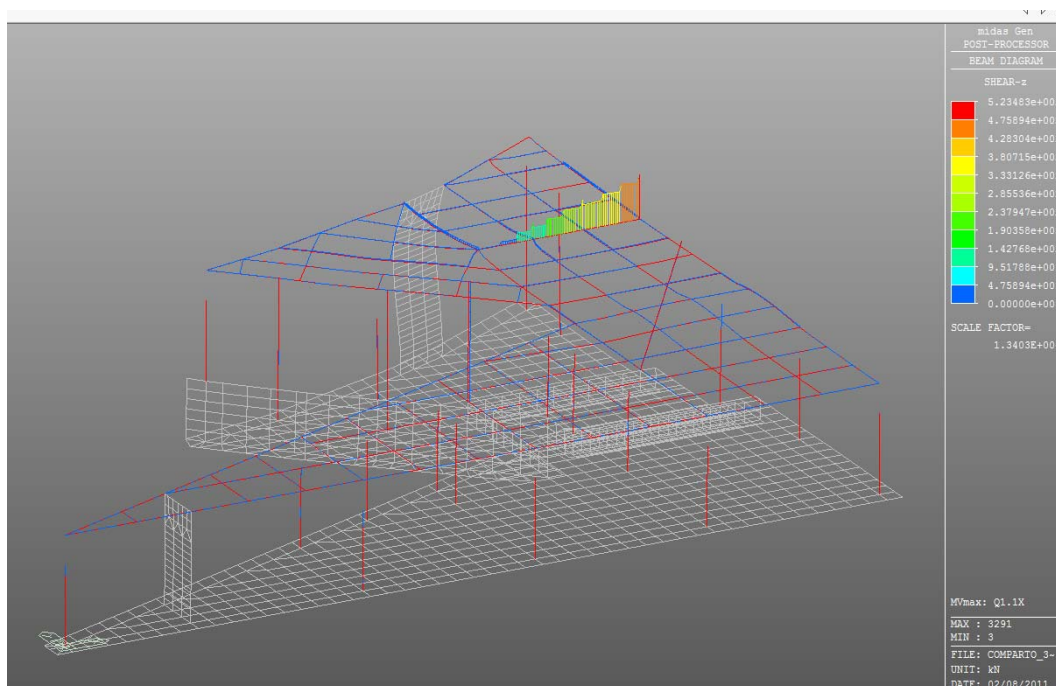 midas Gen
POST-PROCESSOR
BEAM DIAGRAM
SHEAR-z
5.23483e+00
4.75894e+00
4.28304e+00
3.80715e+00
3.33126e+00
2.85536e+00
2.37947e+00
1.90358e+00
1.42768e+00
9.51788e+00
4.75894e+00
0.00000e+00
SCALE FACTOR=
1.3403E+00
MVmax: Q1.1X
MAX : 3291
MIN : 3
FILE: COMPARTO_3-
UNIT: kN
DATE: 02/08/2011